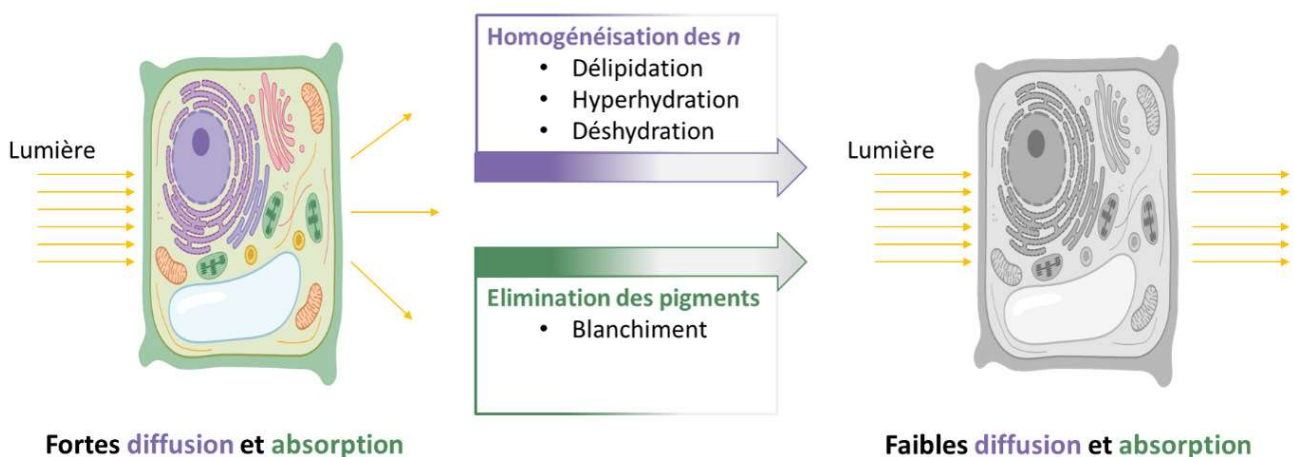 Homogénéisation des n
• Délipidation
• Hyperhydration
• Déshydration
Lumière
Lumière
Elimination des pigments
• Blanchiment
Fortes diffusion et absorption
Faibles diffusion et absorption